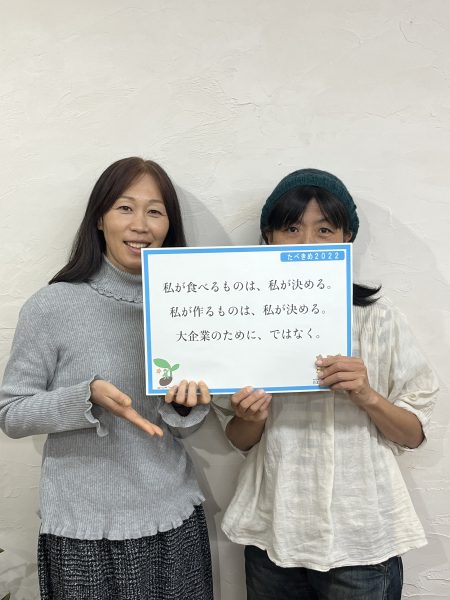 たべきめ2022
私が食べるものは、私が決める。
私が作るものは、私が決める。
大企業のために、ではなく。